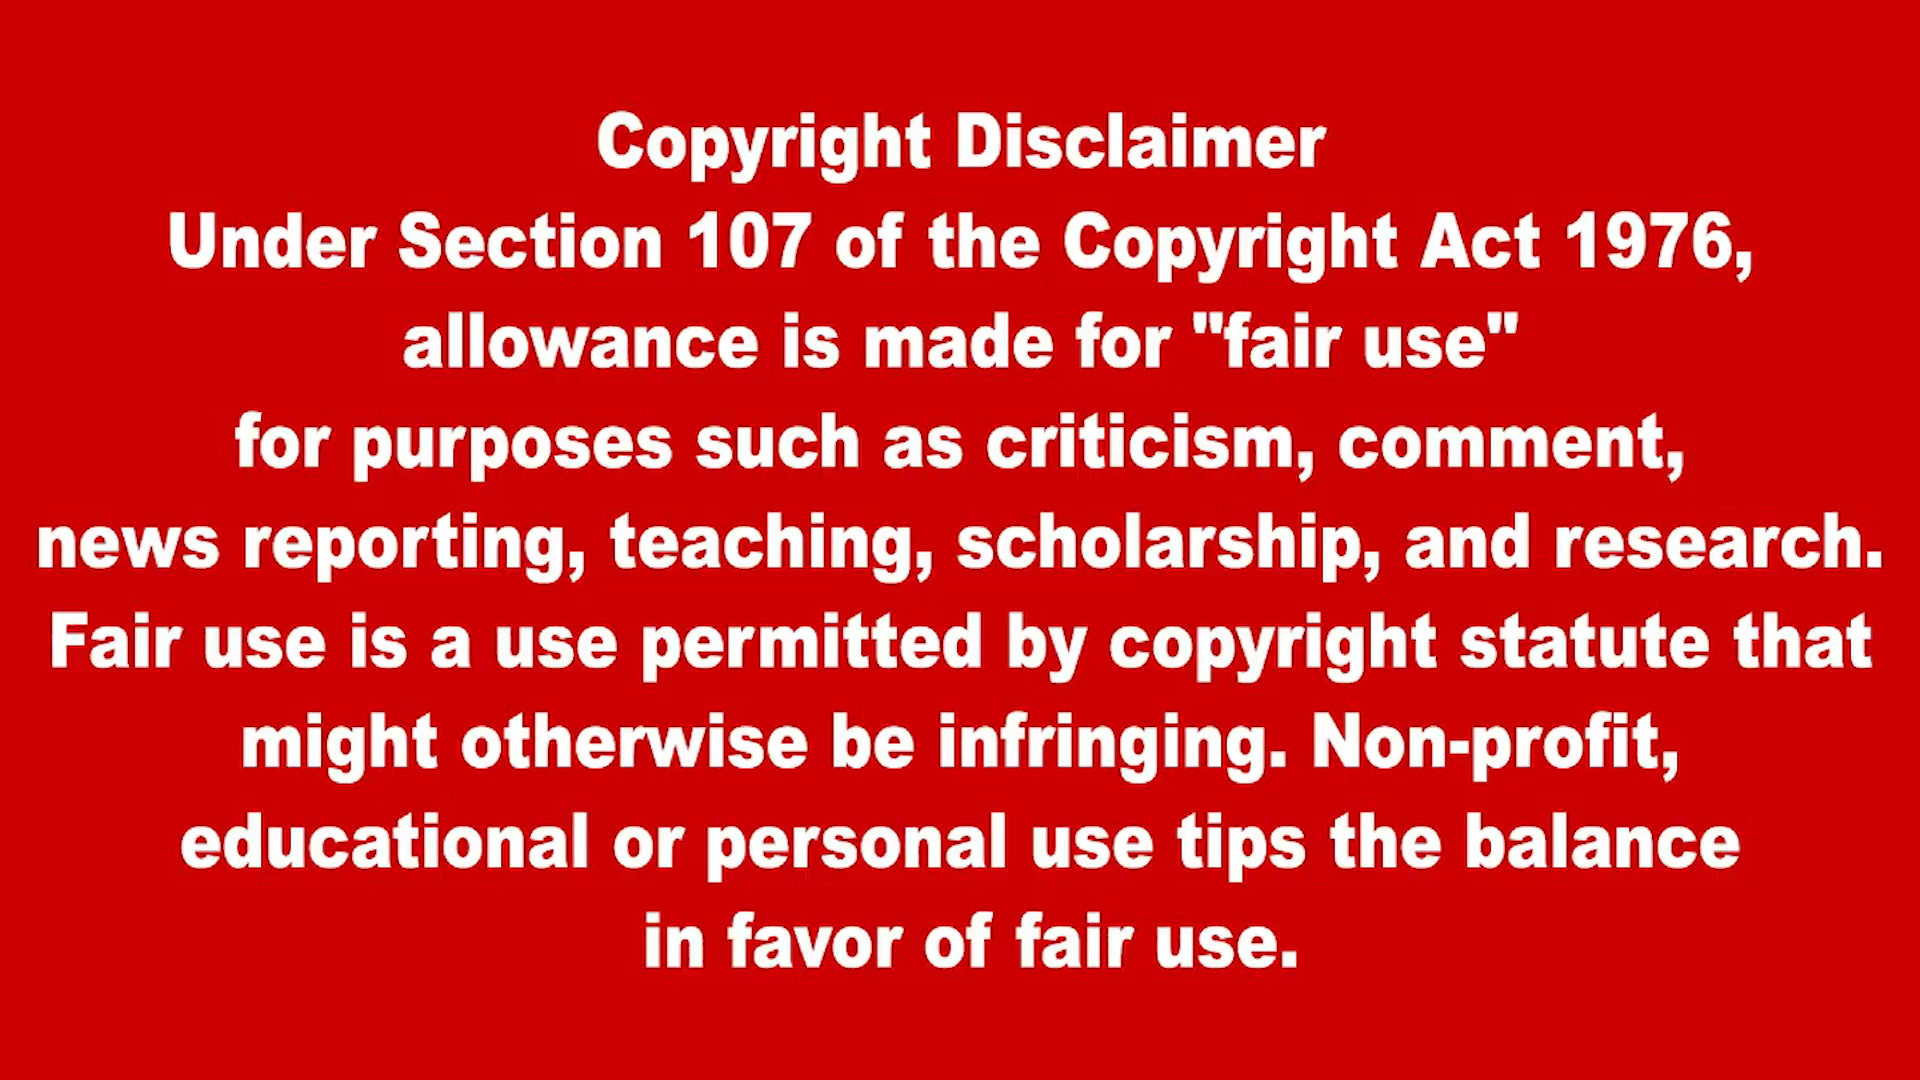 Copyright Disclaimer
Under Section 107 of the Copyright Act 1976,
allowance is made for "fair use"
for purposes such as criticism, comment,
news reporting, teaching, scholarship, and research.
Fair use is a use permitted by copyright statute that
might otherwise be infringing. Non-profit,
educational or personal use tips the balance
in favor of fair use.